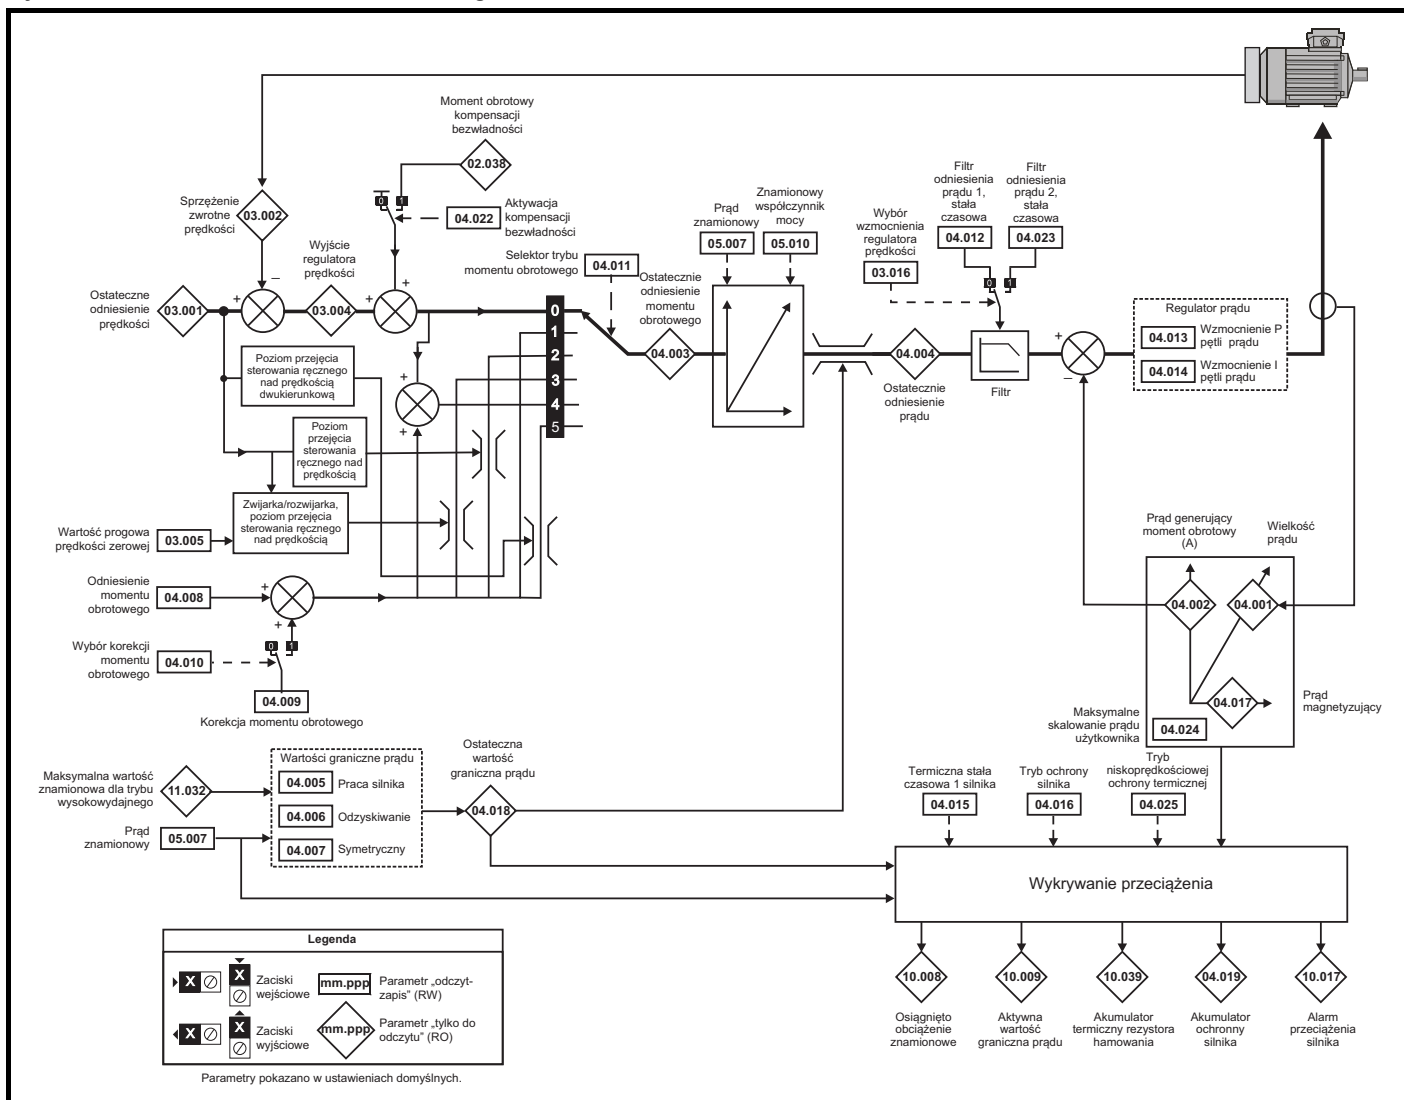 Moment obrotowy
kompensacji
bezwładności
02.038
0 1
04.022
Aktywacja
kompensacji
bezwładności
Sprzężenie
zwrotne
prędkości
03.002
Wyjście
regulatora
prędkości
03.004
Ostateczne
odniesienie
prędkości
03.001
+
–
+
+
Selektor trybu
momentu obrotowego
04.011
0
1
2
3
4
5
Ostatecznie
odniesienie
momentu
obrotowego
04.003
Prąd
znamionowy
05.007
Znamionowy
współczynnik
mocy
05.010
Wybór
wzmocnienia
regulatora
prędkości
03.016
Filtr
odniesienia
prądu 1,
stała
czasowa
04.012
Filtr
odniesienia
prądu 2,
stała
czasowa
04.023
0 1
04.004
Ostatecznie
odniesienie
prądu
Filtr
+
–
Regulator prądu
04.013
Wzmocnienie P
pętli prądu
04.014
Wzmocnienie I
pętli prądu
Poziom przejęcia
sterowania ręcznego
nad prędkością
dwukierunkową
+
+
Poziom
przejęcia
sterowania
ręcznego nad
prędkością
Zwijarka/rozwijarka,
poziom przejęcia
sterowania ręcznego
nad prędkością
Wartość progowa
prędkości zerowej
03.005
Odniesienie
momentu
obrotowego
04.008
+
+
Wybór korekcji
momentu
obrotowego
04.010
0 1
04.009
Korekcja momentu obrotowego
Prąd generujący
moment obrotowy
(A)
Wielkość
prądu
04.002
04.001
04.017
Prąd
magnetyzujący
Maksymalne
skalowanie prądu
użytkownika
04.024
Maksymalna wartość
znamionowa dla trybu
wysokowydajnego
11.032
Prąd
znamionowy
05.007
Wartości graniczne prądu
04.005
Praca silnika
04.006
Odzyskiwanie
04.007
Symetryczny
Ostateczna
wartość
graniczna prądu
04.018
Termiczna stała
czasowa 1 silnika
04.015
Tryb ochrony
silnika
04.016
Tryb
niskoprędkościowej
ochrony termicznej
04.025
Wykrywanie przeciążenia
10.008
Osiągnięto
obciążenie
znamionowe
10.009
Aktywna
wartość
graniczna prądu
10.039
Akumulator
termiczny rezystora
hamowania
04.019
Akumulator
ochronny
silnika
10.017
Alarm
przeciążenia
silnika
Legenda
X
X
Zaciski
wejściowe
mm.ppp
Parametr „odczyt-
zapis” (RW)
X
X
Zaciski
wyjściowe
mm.ppp
Parametr „tylko do
odczytu” (RO)
Parametry pokazano w ustawieniach domyślnych.